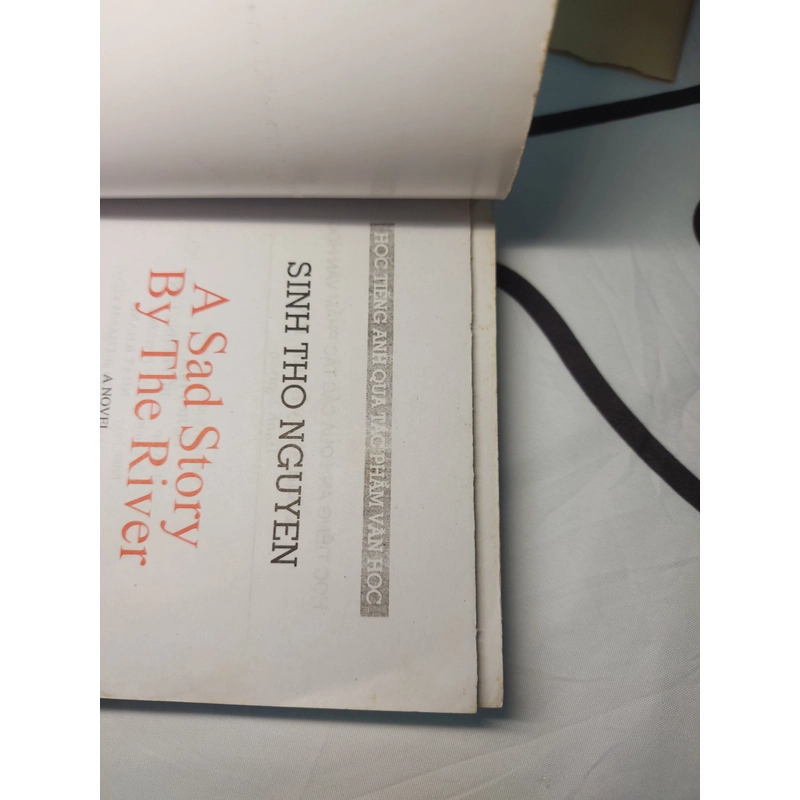 HỌC TIẾNG ANH QUA TÁC PHẨM VĂN HỌC
SINH THO NGUYEN
A Sad Story
By The River
A NOVEL